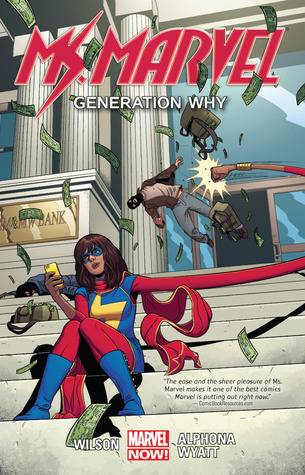 MS. MARVEL
GENERATION WHY
BANK
"The ease and the sheer pleasure of Ms.
Marvel makes it one of the best comics
Marvel is putting out right now."
—ComicBookResources.com
WILSON
MARVEL
NOW!
ALPHONA
WYATT